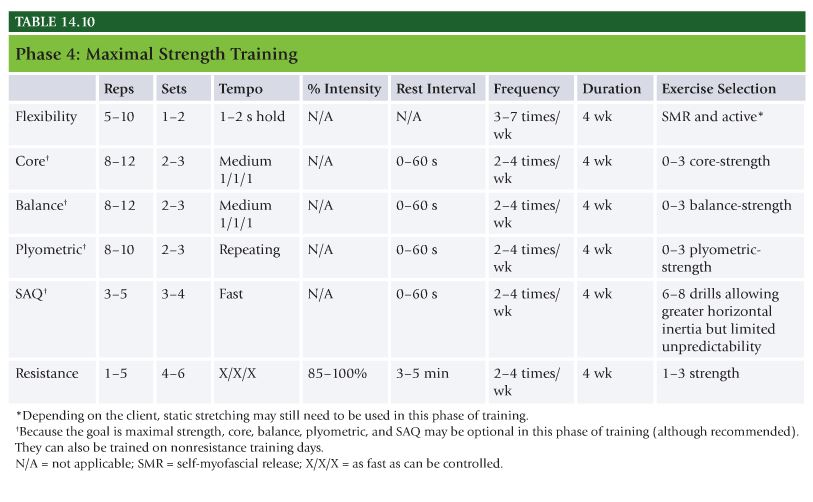 TABLE 14.10
Phase 4: Maximal Strength Training
Reps Sets Tempo % Intensity Rest Interval Frequency Duration Exercise Selection
Flexibility 5–10 1–2 1–2 s hold N/A N/A 3–7 times/ 4 wk SMR and active*
wk
Core† 8–12 2–3 Medium N/A 0–60 s 2–4 times/ 4 wk 0–3 core-strength
1/1/1 wk
Balance† 8–12 2–3 Medium N/A 0–60 s 2–4 times/ 4 wk 0–3 balance-strength
1/1/1 wk
Plyometric† 8–10 2–3 Repeating N/A 0–60 s 2–4 times/ 4 wk 0–3 plyometric-
wk strength
SAQ† 3–5 3–4 Fast N/A 0–60 s 2–4 times/ 4 wk 6–8 drills allowing
wk greater horizontal
inertia but limited
unpredictability
Resistance 1–5 4–6 X/X/X 85–100% 3–5 min 2–4 times/ 4 wk 1–3 strength
wk
*Depending on the client, static stretching may still need to be used in this phase of training.
†Because the goal is maximal strength, core, balance, plyometric, and SAQ may be optional in this phase of training (although recommended).
They can also be trained on nonresistance training days.
N/A = not applicable; SMR = self-myofascial release; X/X/X = as fast as can be controlled.